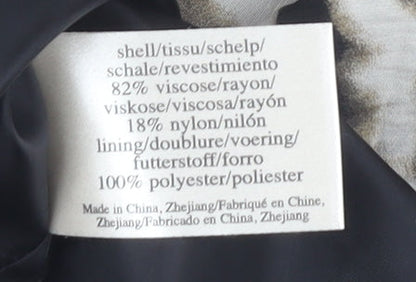 shell/tissu/schelp/
schale/revestimiento
82% viscose/rayon/
viskose/viscosa/rayón
18% nylon/nilón
lining/doublure/voering/
futterstoff/forro
100% polyester/poliester
Made in China, Zhejiang/Fabriqué en Chine,
Zhejiang/Fabricado en China, Zhejiang